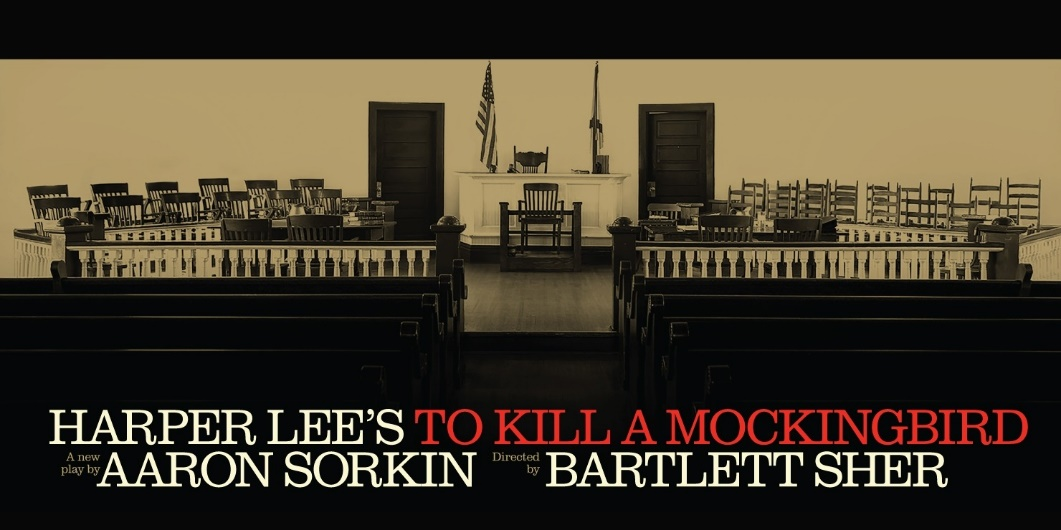 HARPER LEE'S TO KILL A MOCKINGBIRD
A new play by AARON SORKIN Directed by BARTLETT SHER